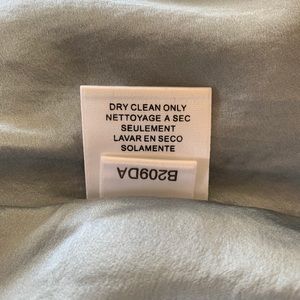 DRY CLEAN ONLY
NETTOYAGE A SEC
SEULEMENT
LAVAR EN SECO
SOLAMENTE
B209DA